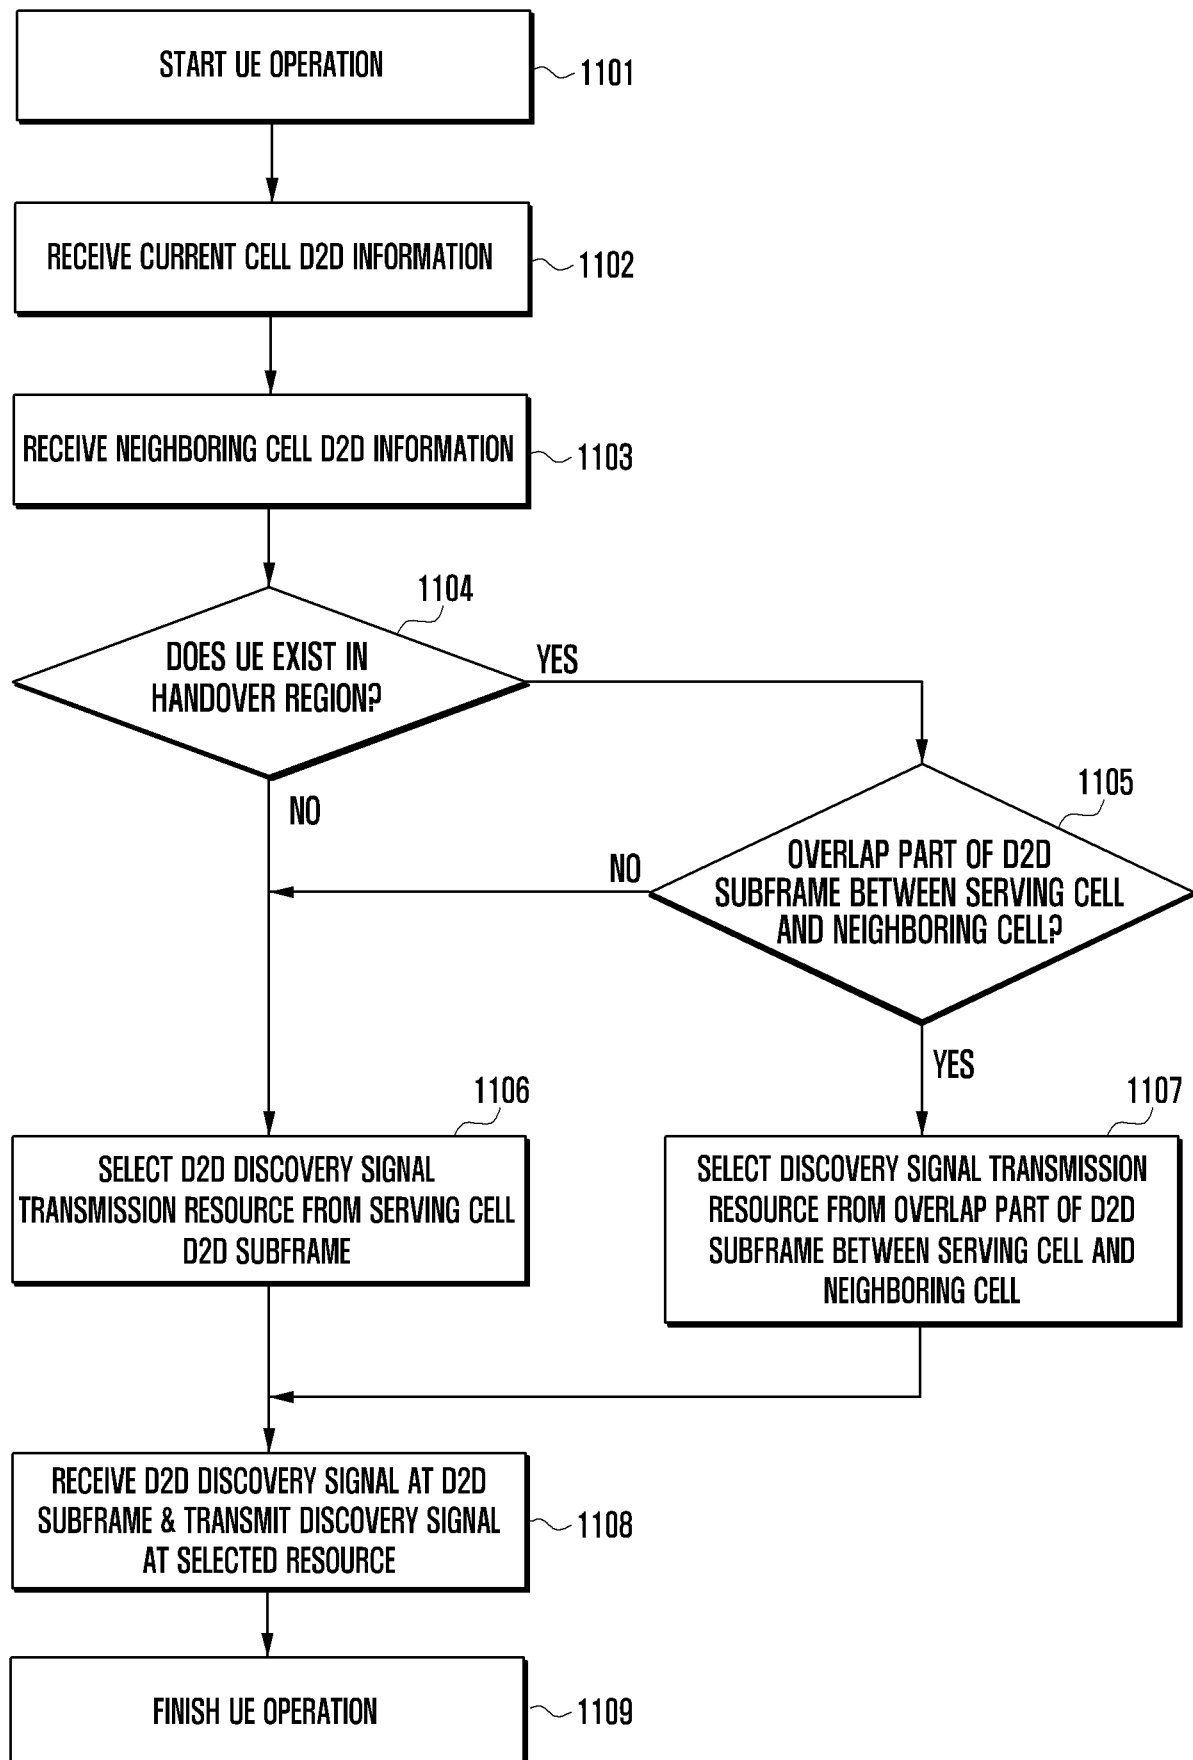 START UE OPERATION
1101
RECEIVE CURRENT CELL D2D INFORMATION
1102
RECEIVE NEIGHBORING CELL D2D INFORMATION
1103
1104
DOES UE EXIST IN
HANDOVER REGION?
YES
NO
1105
OVERLAP PART OF D2D
SUBFRAME BETWEEN SERVING CELL
AND NEIGHBORING CELL?
NO
YES
1106
SELECT D2D DISCOVERY SIGNAL
TRANSMISSION RESOURCE FROM SERVING CELL
D2D SUBFRAME
1107
SELECT DISCOVERY SIGNAL TRANSMISSION
RESOURCE FROM OVERLAP PART OF D2D
SUBFRAME BETWEEN SERVING CELL AND
NEIGHBORING CELL
RECEIVE D2D DISCOVERY SIGNAL AT D2D
SUBFRAME & TRANSMIT DISCOVERY SIGNAL
AT SELECTED RESOURCE
1108
FINISH UE OPERATION
1109